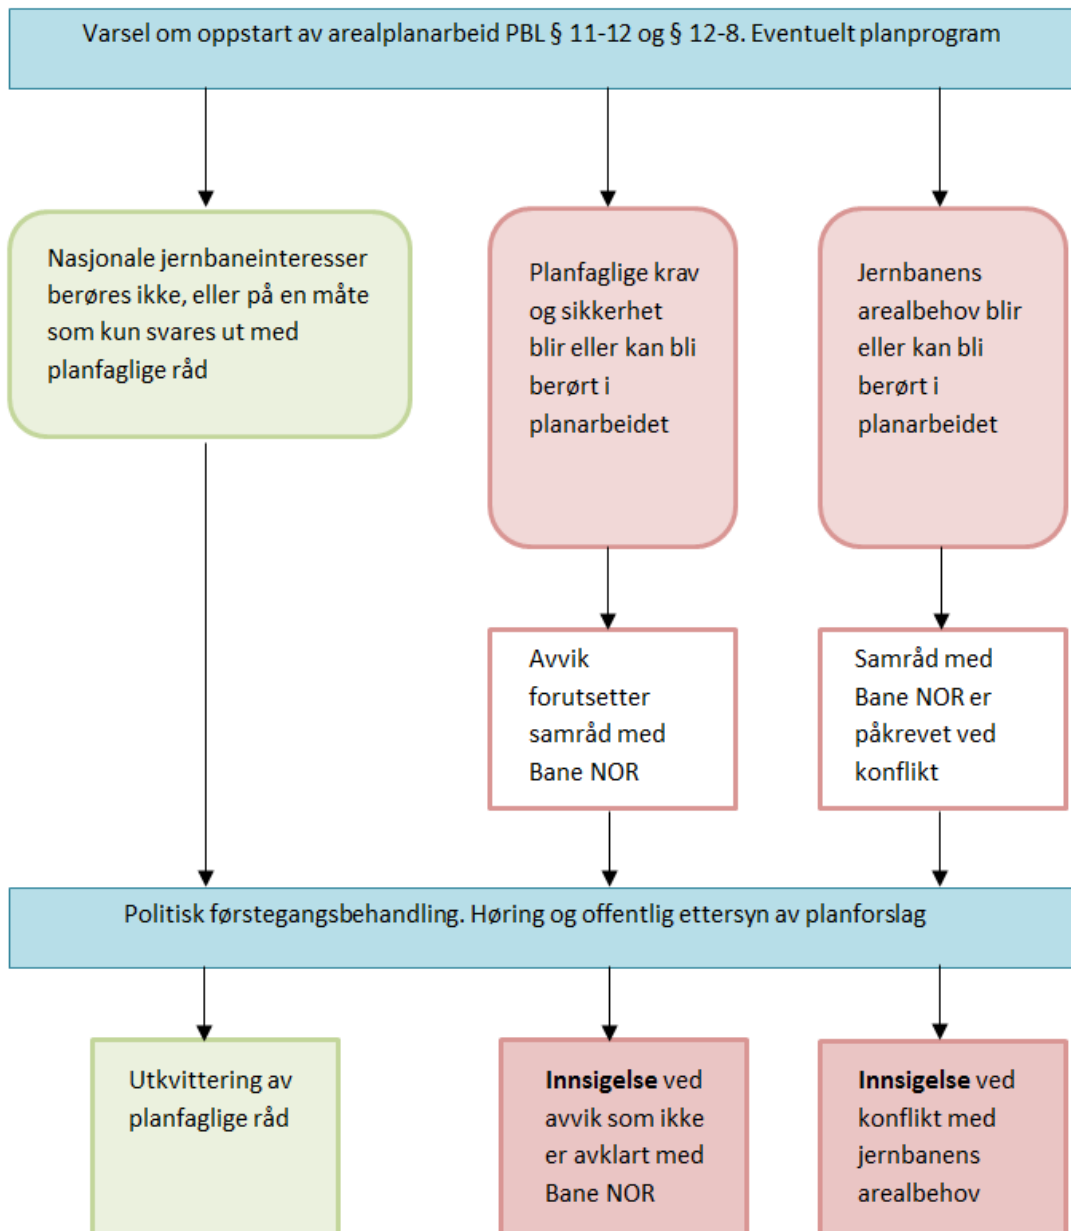 Varsel om oppstart av arealplanarbeid PBL § 11-12 og § 12-8. Eventuelt planprogram
Nasjonale jernbaneinteresser
berøres ikke, eller på en måte
som kun svares ut med
planfaglige råd
Planfaglige krav
og sikkerhet
blir eller kan bli
berørt i
planarbeidet
Jernbanens
arealbehov blir
eller kan bli
berørt i
planarbeidet
Avvik
forutsetter
samråd med
Bane NOR
Samråd med
Bane NOR er
påkrevet ved
konflikt
Politisk førstegangsbehandling. Høring og offentlig ettersyn av planforslag
Utkvittering av
planfaglige råd
Innsigelse ved
avvik som ikke
er avklart med
Bane NOR
Innsigelse ved
konflikt med
jernbanens
arealbehov